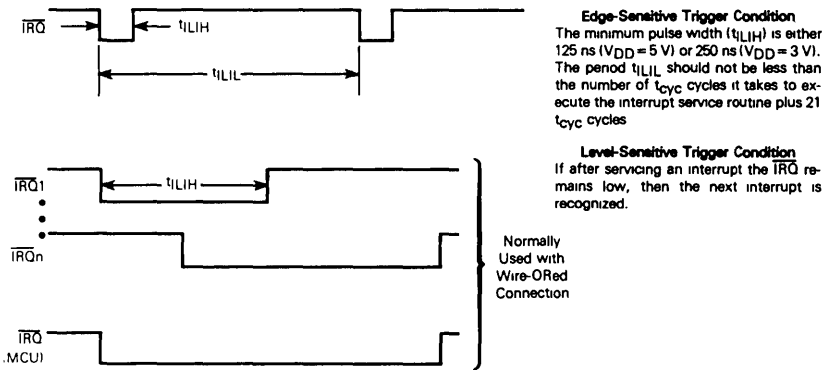 IRQ
tILIH
tILIL
Edge-Sensitive Trigger Condition
The minimum pulse width (tILIH) is either
125 ns (VDD = 5 V) or 250 ns (VDD = 3 V).
The period tILIL should not be less than
the number of tcyc cycles it takes to ex-
ecute the interrupt service routine plus 21
tcyc cycles
Level-Sensitive Trigger Condition
If after servicing an interrupt the IRQ re-
mains low, then the next interrupt is
recognized.
IRQ1
tILIH
IRQn
Normally
Used with
Wire-ORed
Connection
IRQ
.MCU)